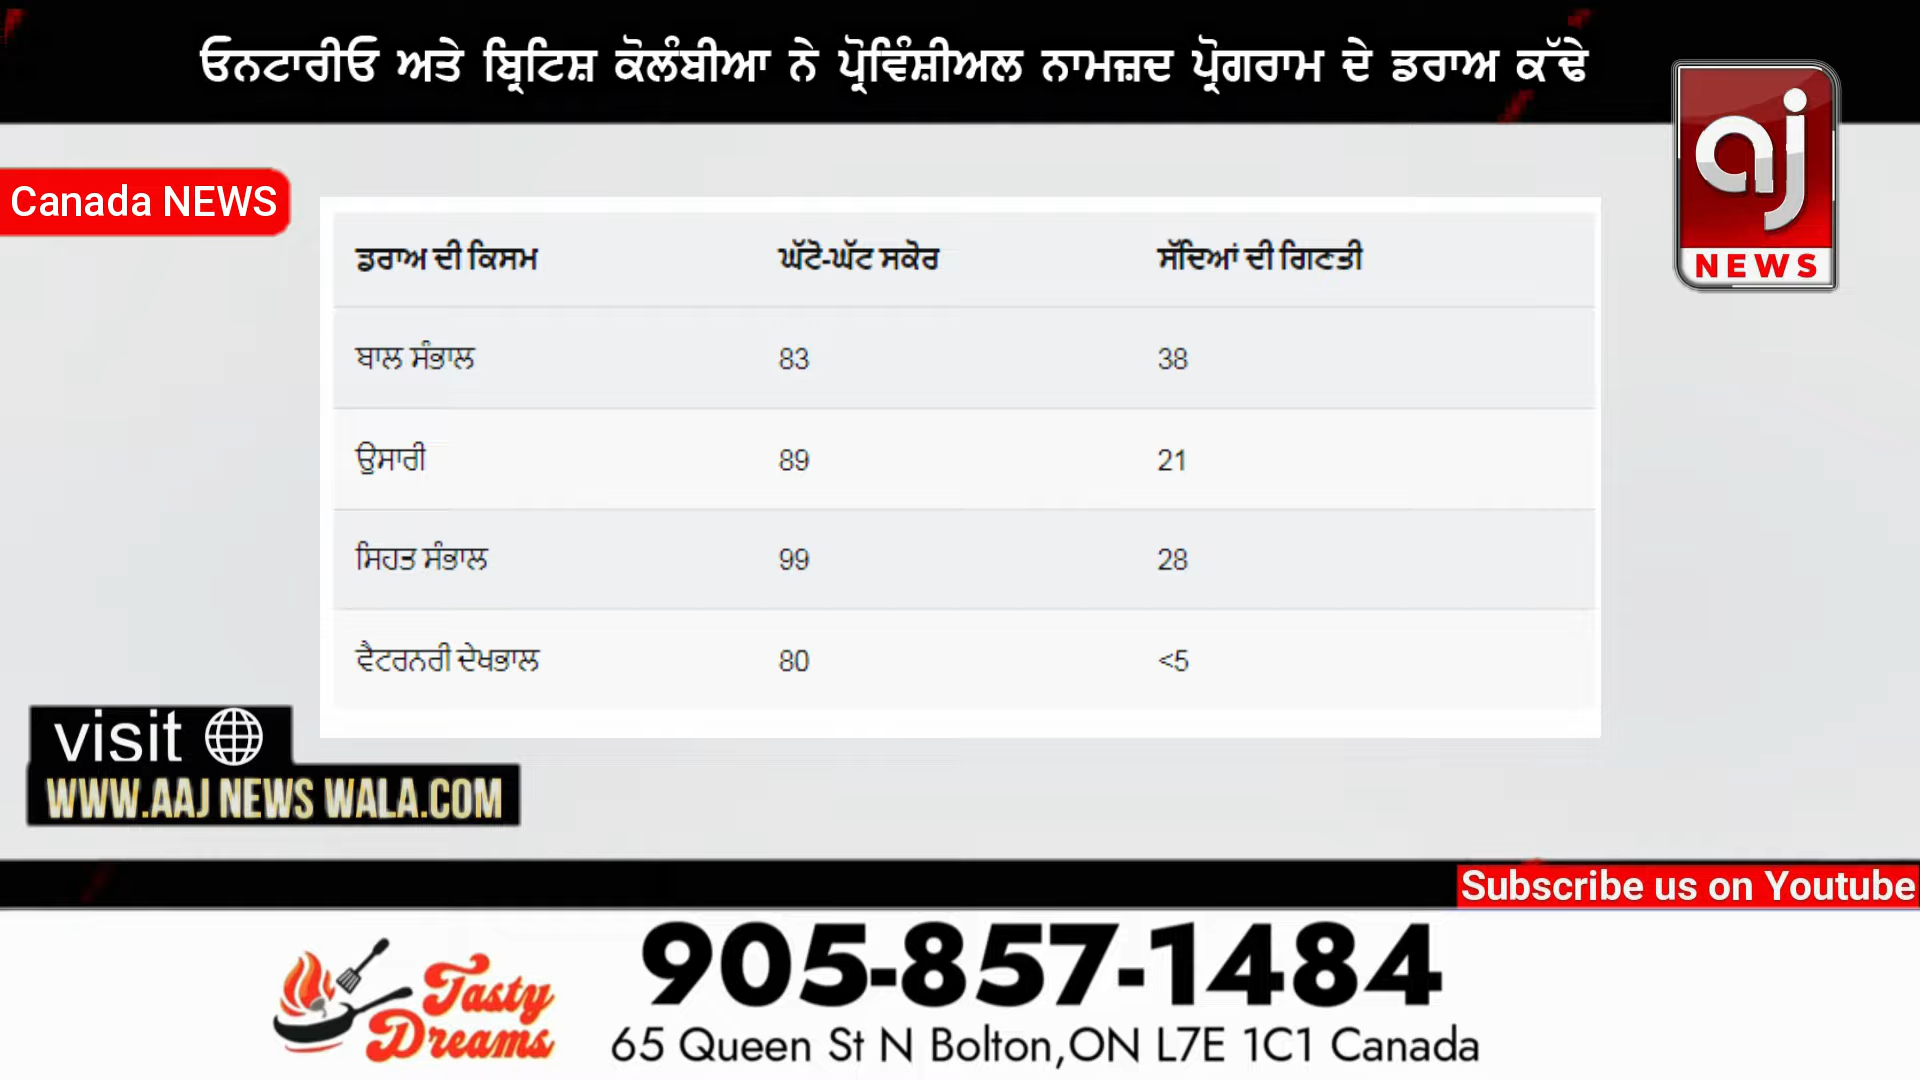 ਓਨਟਾਰੀਓ ਅਤੇ ਬ੍ਰਿਟਿਸ਼ ਕੋਲੰਬੀਆ ਨੇ ਪ੍ਰੋਵਿੰਸ਼ੀਅਲ ਨਾਮਜ਼ਦ ਪ੍ਰੋਗਰਾਮ ਦੇ ਡਰਾਅ ਕੱਢੇ
aj
NEWS
Canada NEWS
ਡਰਾਅ ਦੀ ਕਿਸਮ ਘੱਟੋ-ਘੱਟ ਸਕੋਰ ਸੱਦਿਆਂ ਦੀ ਗਿਣਤੀ
ਬਾਲ ਸੰਭਾਲ 83 38
ਉਸਾਰੀ 89 21
ਸਿਹਤ ਸੰਭਾਲ 99 28
ਵੈਟਰਨਰੀ ਦੇਖਭਾਲ 80 <5
visit
WWW.AAJ NEWS WALA.COM
Subscribe us on Youtube
Tasty
Dreams
905-857-1484
65 Queen St N Bolton,ON L7E 1C1 Canada